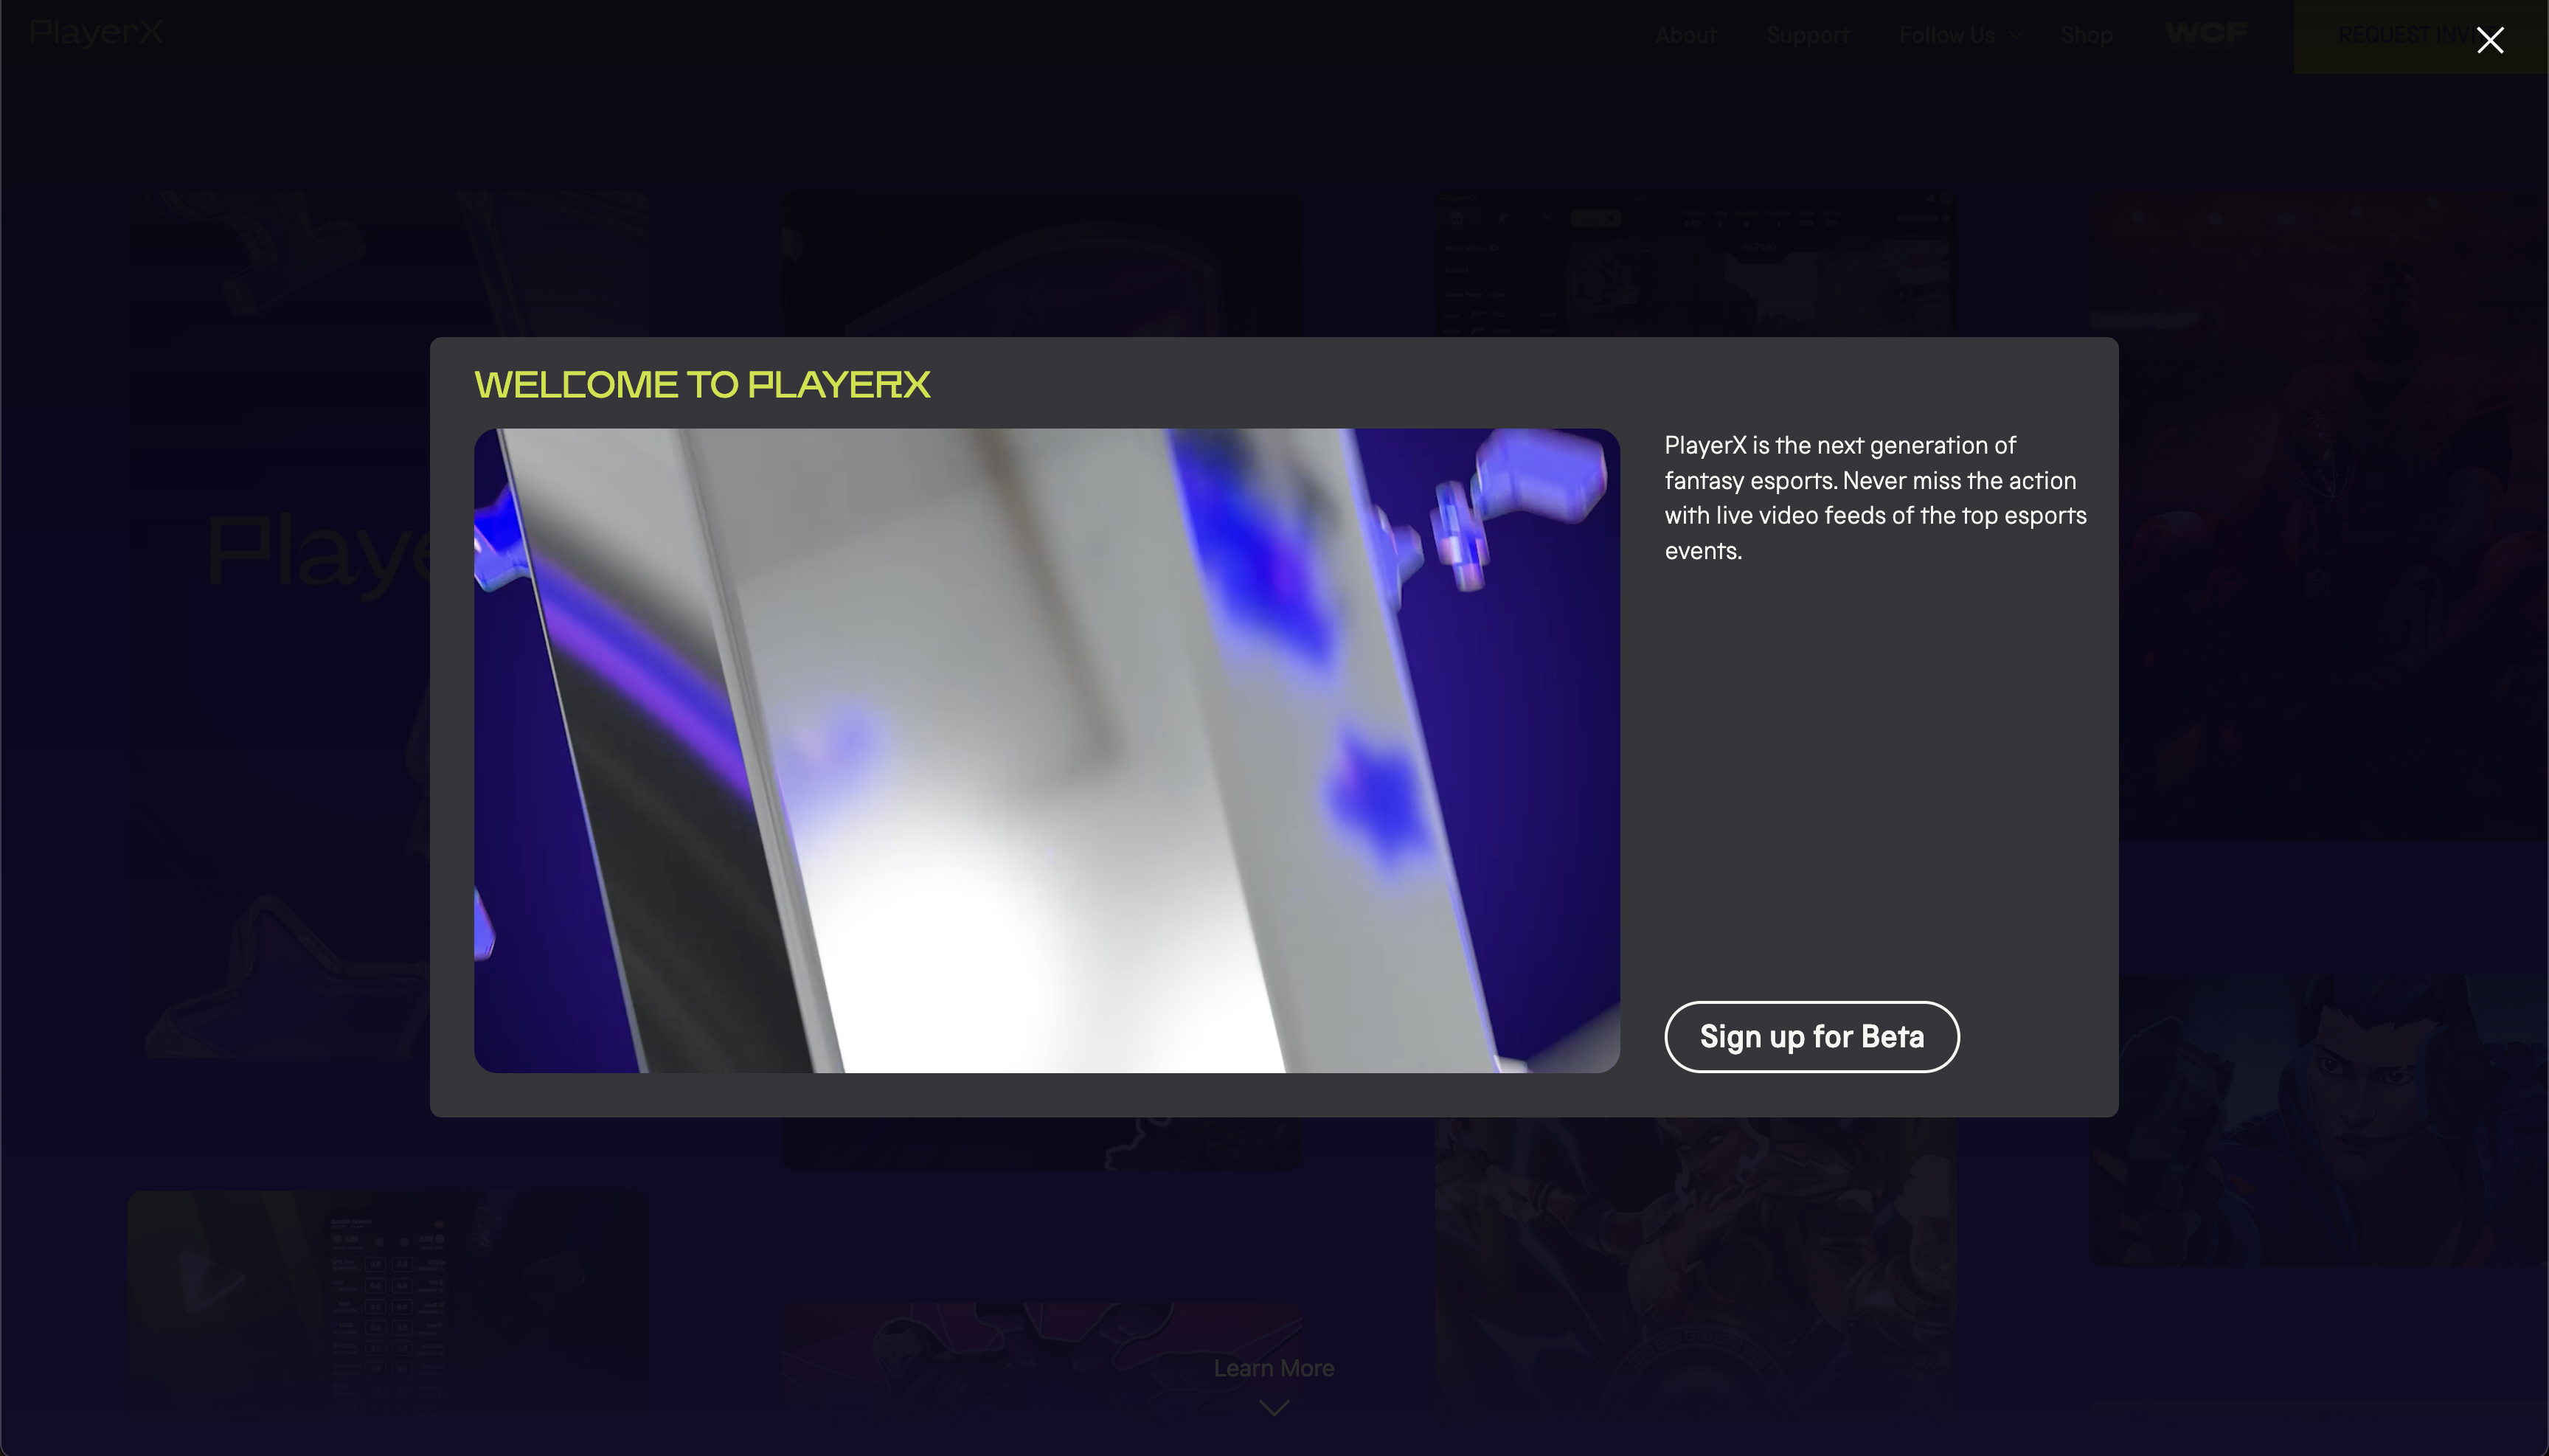 PlayerX
About Support Follow Us Shop WCF REQUEST INV
WELCOME TO PLAYERX
PlayerX is the next generation of
fantasy esports. Never miss the action
with live video feeds of the top esports
events.
Playe
Sign up for Beta
Learn More